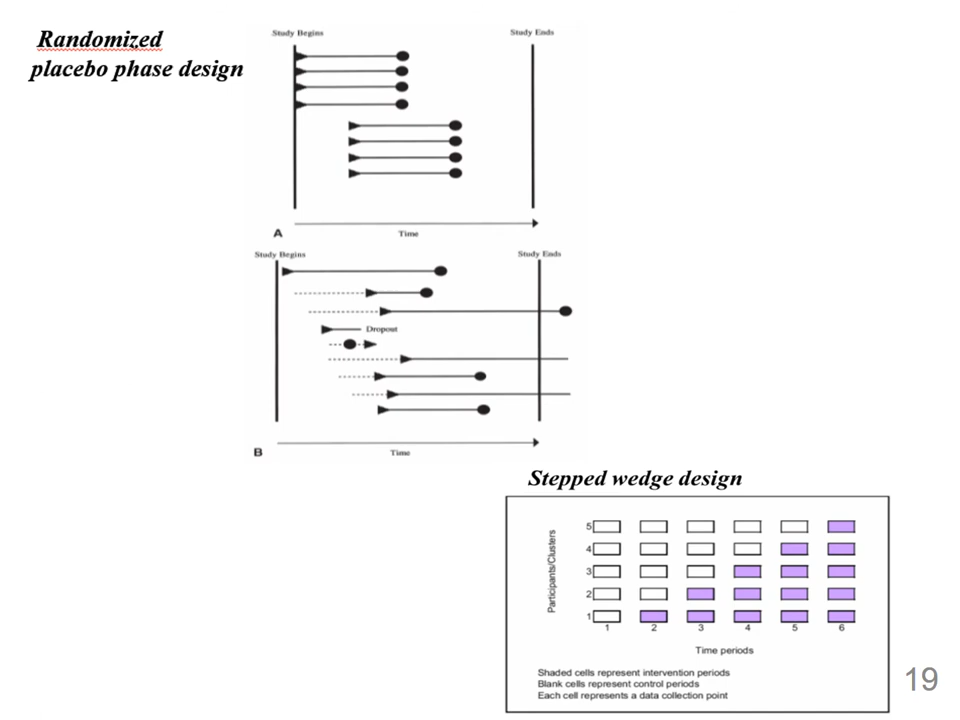 Randomized
placebo phase design
Study Begins
Study Ends
A
Time
Study Begins
Study Ends
Dropout
B
Time
Stepped wedge design
Participants/Clusters
5
4
3
2
1
1 2 3 4 5 6
Time periods
Shaded cells represent intervention periods
Blank cells represent control periods
Each cell represents a data collection point
19